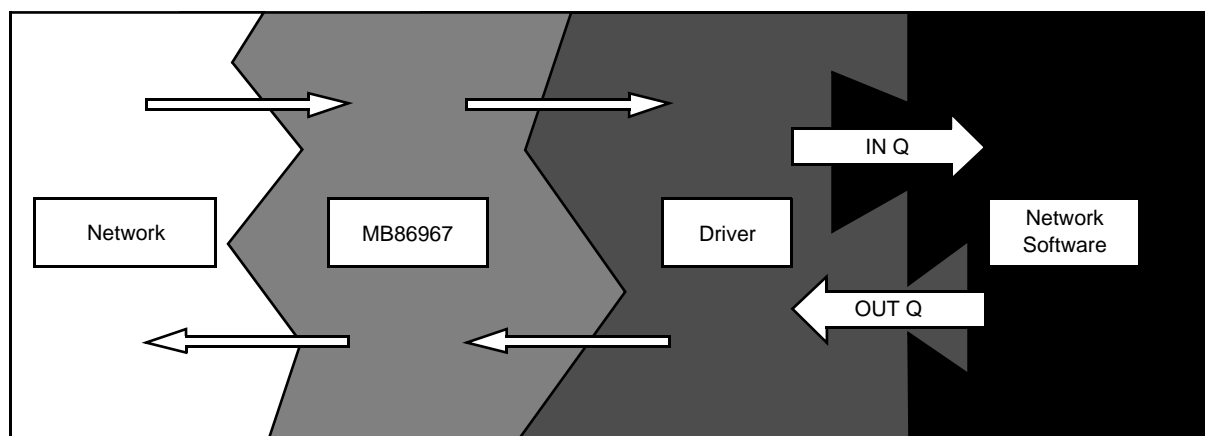 IN Q
Network
MB86967
Driver
Network
Software
OUT Q